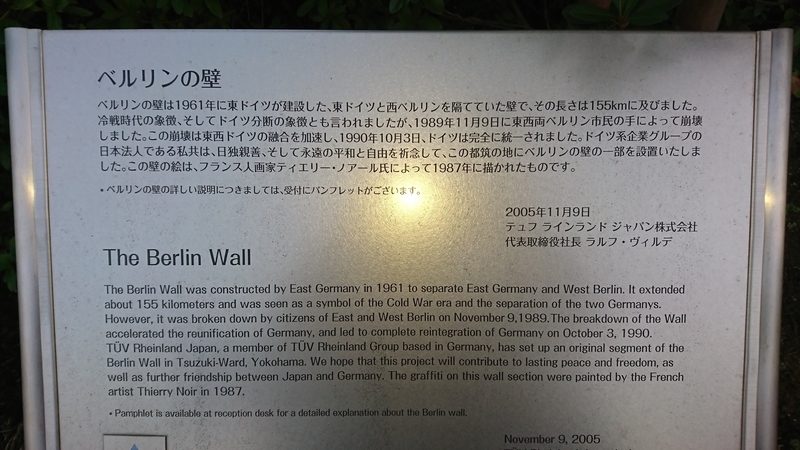 ベルリンの壁
ベルリンの壁は1961年に東ドイツが建設した、東ドイツと西ベルリンを隔てていた壁で、その長さは155kmに及びました。
冷戦時代の象徴、そしてドイツ分断の象徴とも言われましたが、1989年11月9日に東西両ベルリン市民の手によって崩壊
しました。この崩壊は東西ドイツの融合を加速し、1990年10月3日、ドイツは完全に統一されました。ドイツ系企業グループの
日本法人である私共は、日独親善、そして永遠の平和と自由を祈念して、この都筑の地にベルリンの壁の一部を設置いたしま
した。この壁の絵は、フランス人画家ティエリー・ノアール氏によって1987年に描かれたものです。
*ベルリンの壁の詳しい説明につきましては、受付にパンフレットがございます。
2005年11月9日
テュフ ラインランド ジャパン株式会社
代表取締役社長 ラルフ・ヴィルデ
The Berlin Wall
The Berlin Wall was constructed by East Germany in 1961 to separate East Germany and West Berlin. It extended
about 155 kilometers and was seen as a symbol of the Cold War era and the separation of the two Germanys.
However, it was broken down by citizens of East and West Berlin on November 9,1989.The breakdown of the Wall
accelerated the reunification of Germany, and led to complete reintegration of Germany on October 3, 1990.
TÜV Rheinland Japan, a member of TÜV Rheinland Group based in Germany, has set up an original segment of the
Berlin Wall in Tsuzuki-Ward, Yokohama. We hope that this project will contribute to lasting peace and freedom, as
well as further friendship between Japan and Germany. The graffiti on this wall section were painted by the French
artist Thierry Noir in 1987.
*Pamphlet is available at reception desk for a detailed explanation about the Berlin wall.
November 9, 2005